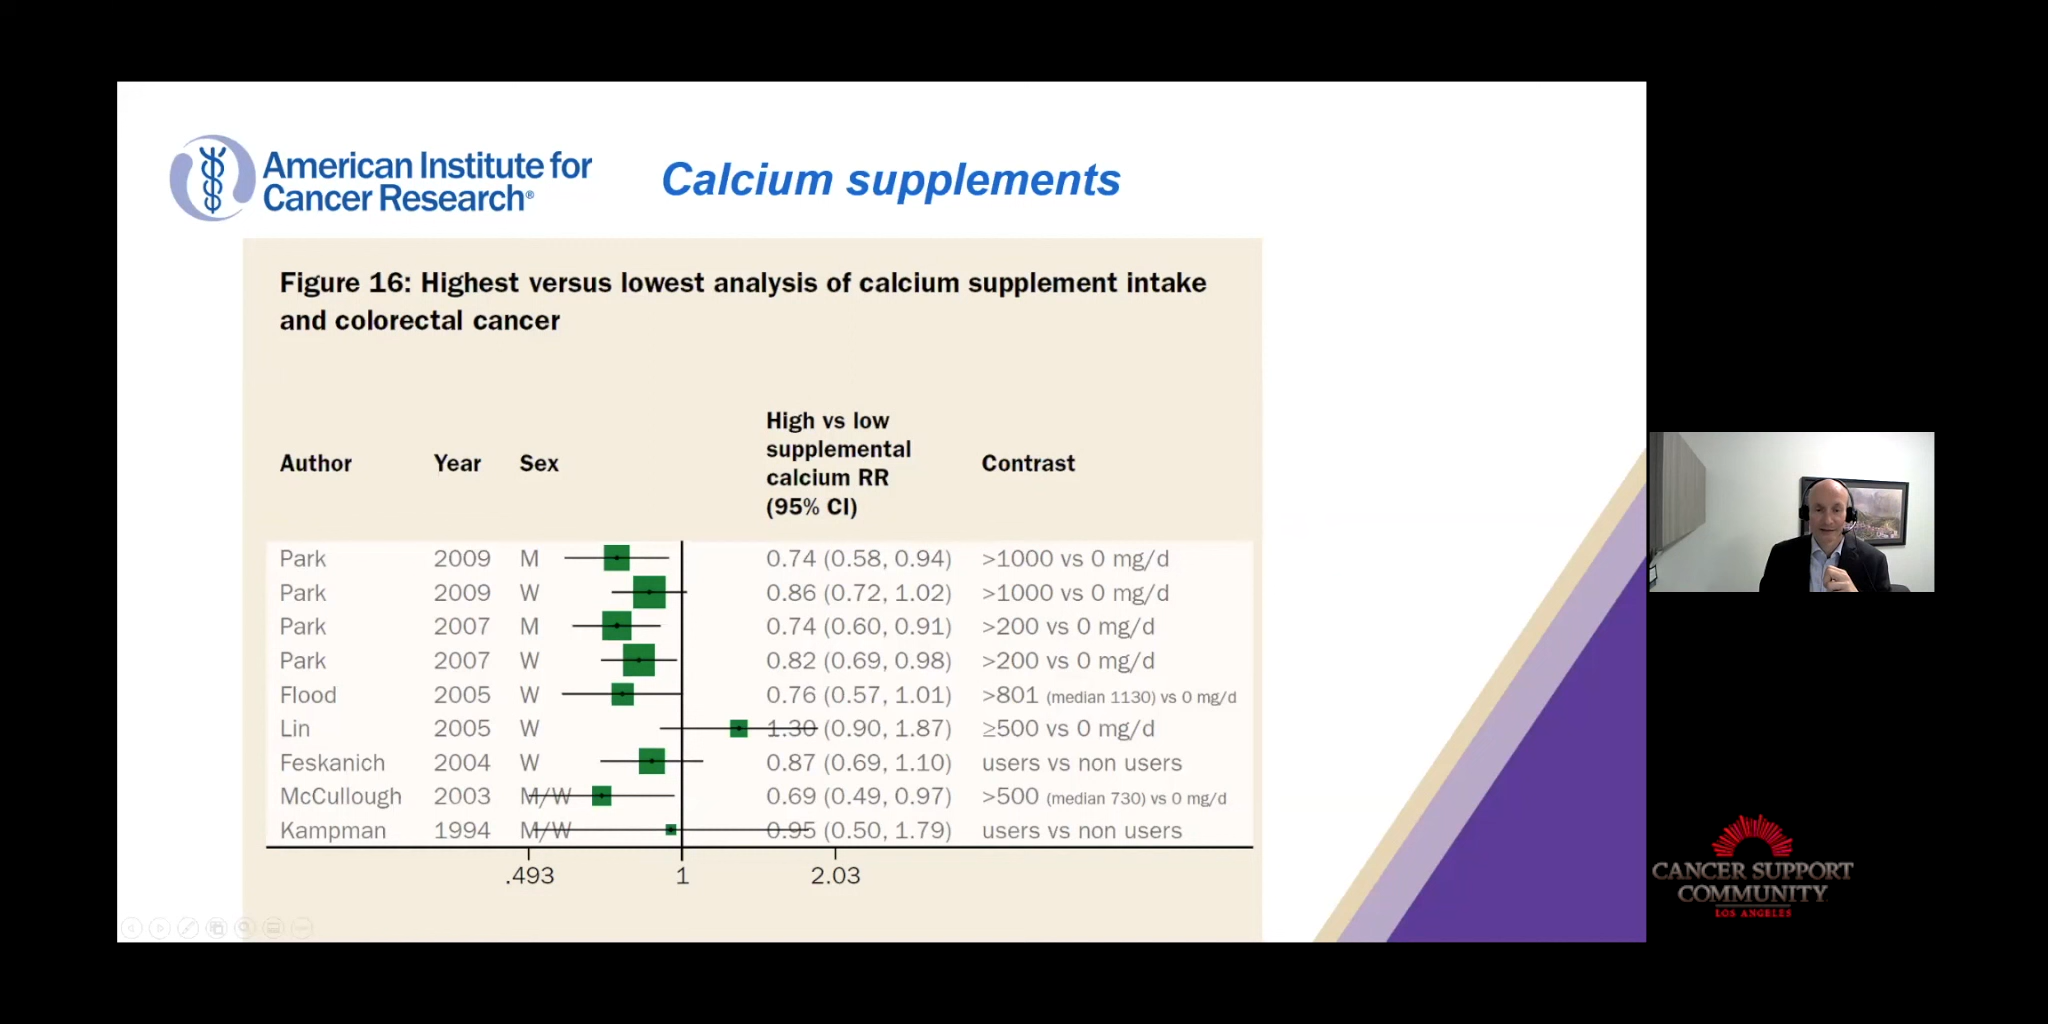 American Institute for
Cancer Research®
Calcium supplements
Figure 16: Highest versus lowest analysis of calcium supplement intake
and colorectal cancer
Author Year Sex High vs low supplemental calcium RR (95% CI) Contrast
Park 2009 M 0.74 (0.58, 0.94) >1000 vs 0 mg/d
Park 2009 W 0.86 (0.72, 1.02) >1000 vs 0 mg/d
Park 2007 M 0.74 (0.60, 0.91) >200 vs 0 mg/d
Park 2007 W 0.82 (0.69, 0.98) >200 vs 0 mg/d
Flood 2005 W 0.76 (0.57, 1.01) >801 (median 1130) vs 0 mg/d
Lin 2005 W 1.30 (0.90, 1.87) ≥500 vs 0 mg/d
Feskanich 2004 W 0.87 (0.69, 1.10) users vs non users
McCullough 2003 M/W 0.69 (0.49, 0.97) >500 (median 730) vs 0 mg/d
Kampman 1994 M/W 0.95 (0.50, 1.79) users vs non users
.493 1 2.03
CANCER SUPPORT
COMMUNITY
LOS ANGELES